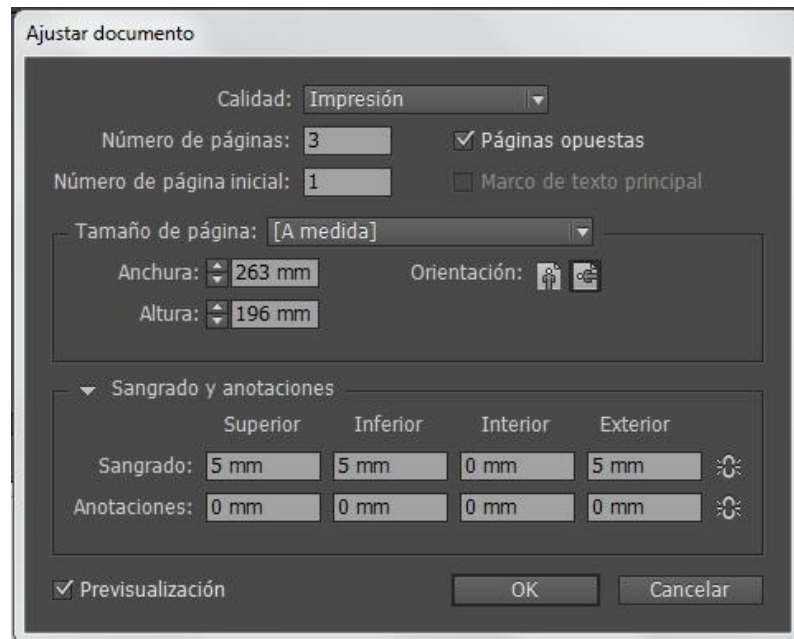 Ajustar documento
Calidad: Impresión
Número de páginas: 3 Páginas opuestas
Número de página inicial: 1 Marco de texto principal
Tamaño de página: [A medida]
Anchura: 263 mm Orientación:
Altura: 196 mm
Sangrado y anotaciones
Superior Inferior Interior Exterior
Sangrado: 5 mm 5 mm 0 mm 5 mm
Anotaciones: 0 mm 0 mm 0 mm 0 mm
Previsualización OK Cancelar